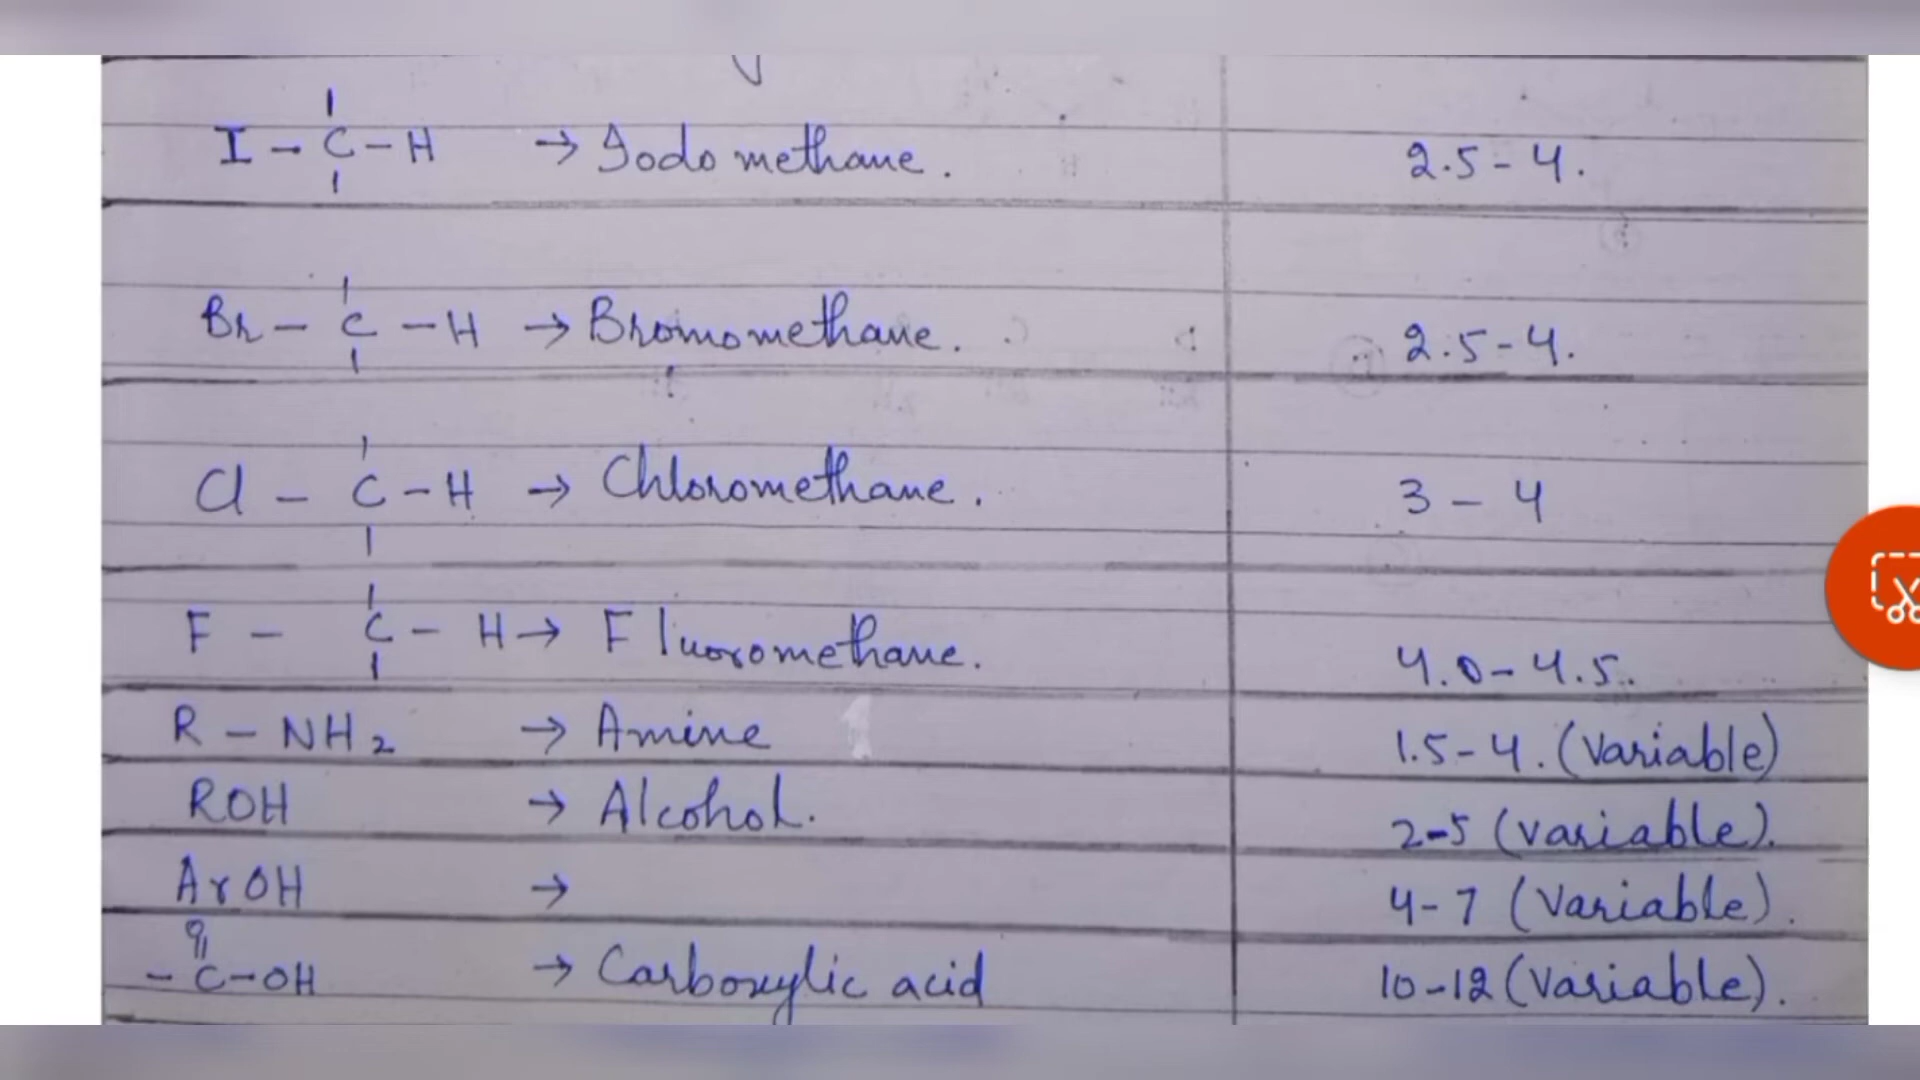 I - C - H → Iodo methane. 2.5 - 4.
Br - C - H → Bromomethane. 2.5 - 4.
Cl - C - H → Chloromethane. 3 - 4
F - C - H → Fluoromethane. 4.0 - 4.5.
R - NH2 → Amine 1.5 - 4. (Variable)
ROH → Alcohol. 2-5 (Variable).
ArOH → 4-7 (Variable).
O
- C - OH → Carboxylic acid 10-12 (Variable).